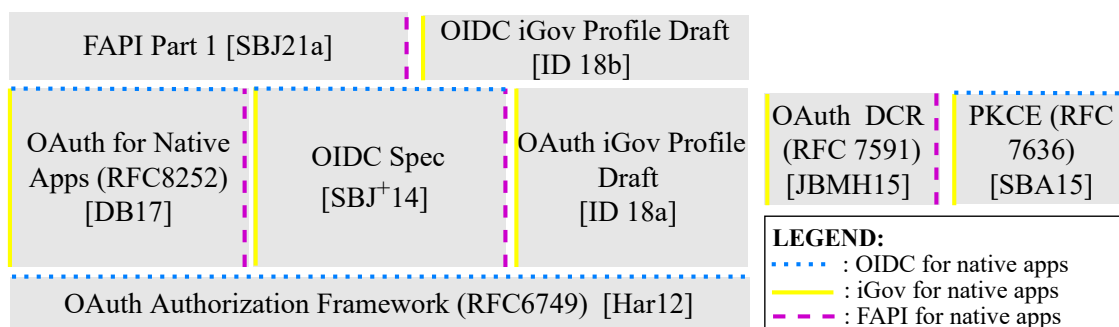 FAPI Part 1 [SBJ21a]
OIDC iGov Profile Draft
[ID 18b]
OAuth for Native
Apps (RFC8252)
[DB17]
OIDC Spec
[SBJ+14]
OAuth iGov Profile
Draft
[ID 18a]
OAuth DCR
(RFC 7591)
[JBMH15]
PKCE (RFC
7636)
[SBA15]
OAuth Authorization Framework (RFC6749) [Har12]
LEGEND:
: OIDC for native apps
: iGov for native apps
: FAPI for native apps